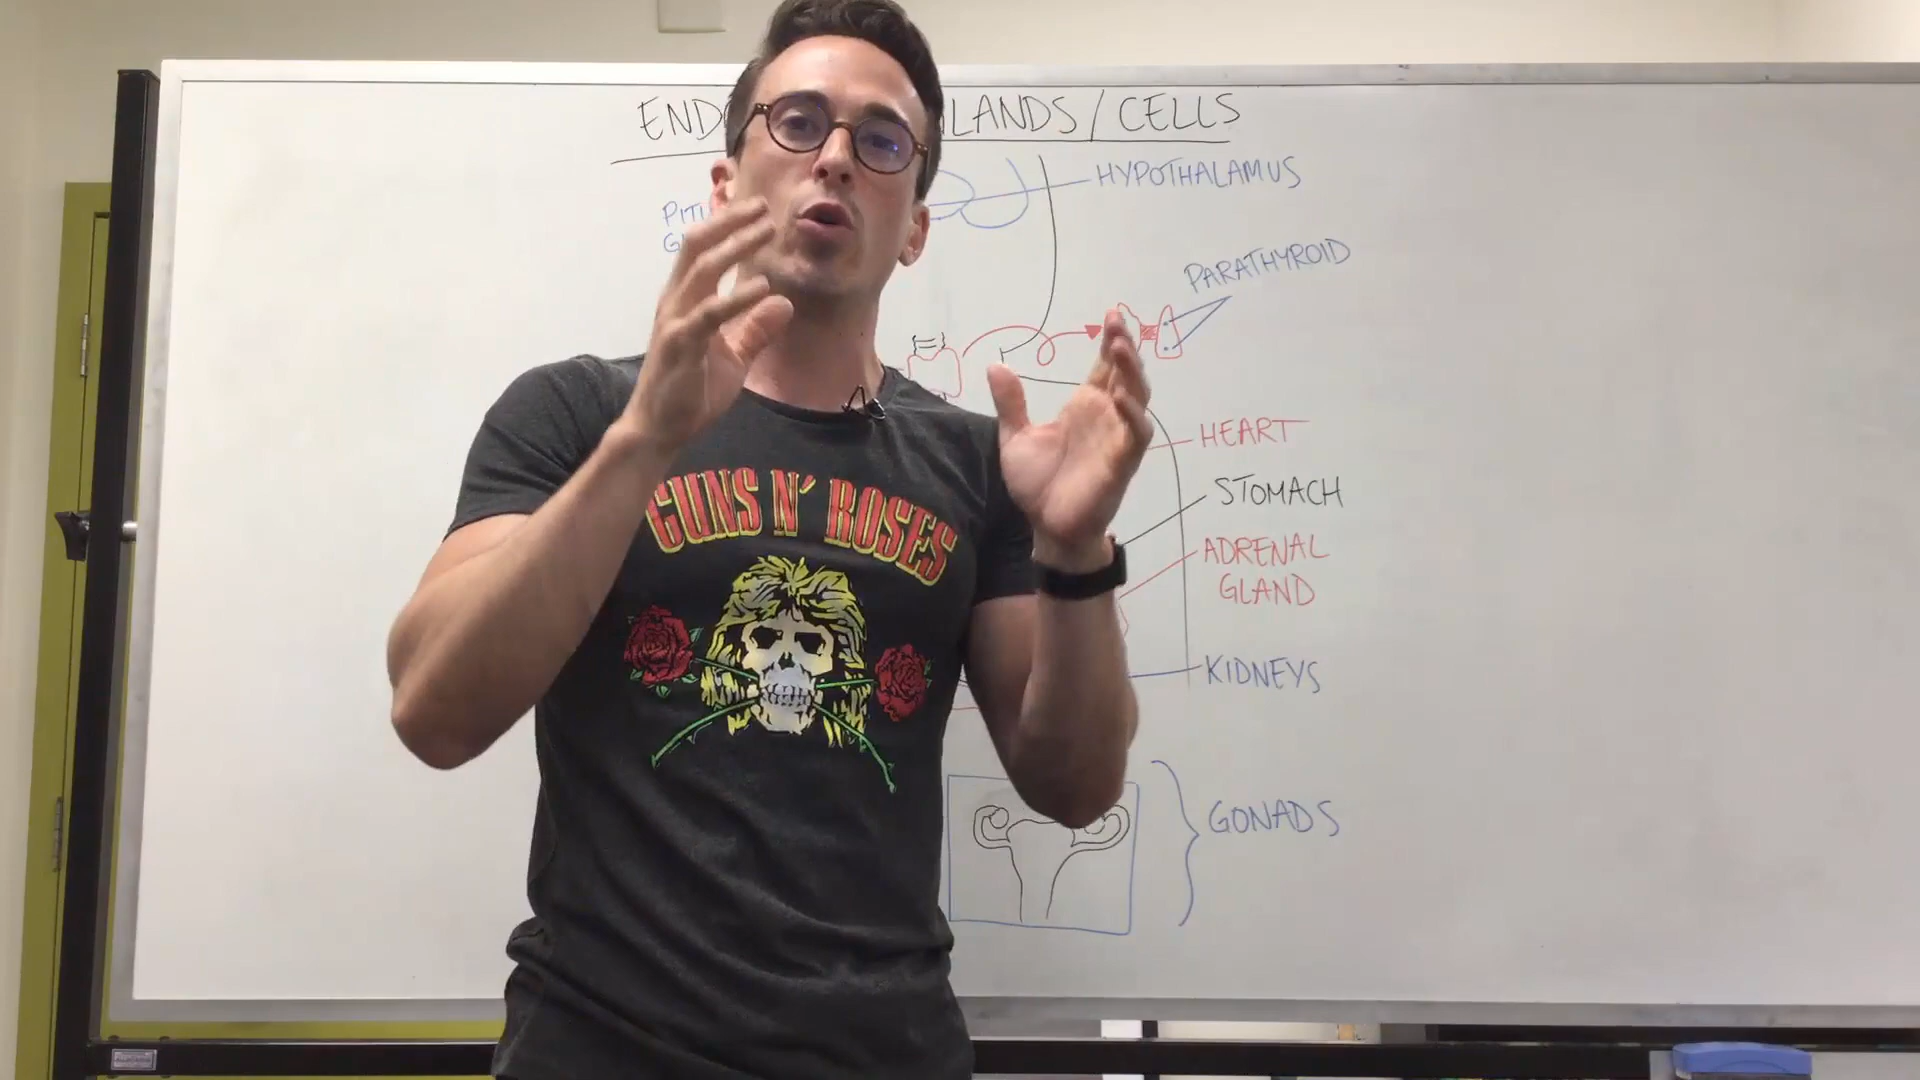 LANDS / CELLS
HYPOTHALAMUS
PARATHYROID
HEART
STOMACH
ADRENAL
GLAND
KIDNEYS
GONADS
GUNS N' ROSES